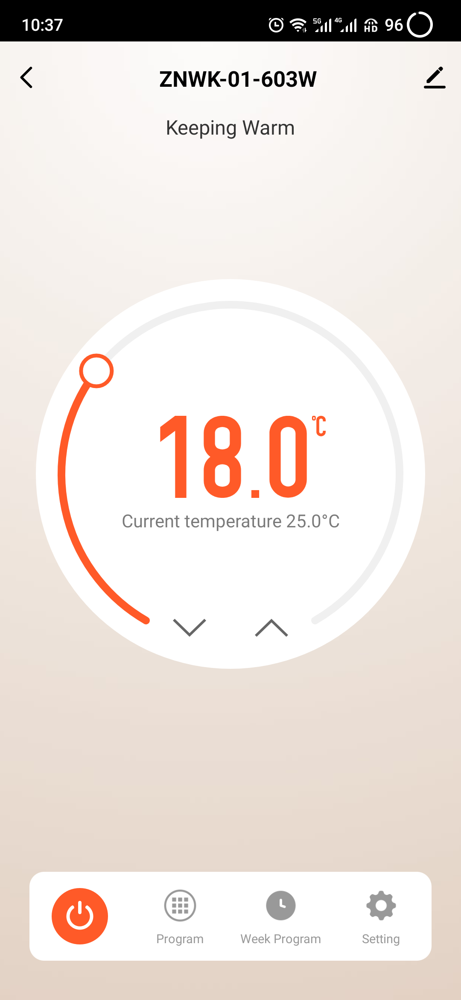 10:37 5G 4G HD 96
ZNWK-01-603W
Keeping Warm
18.0°C
Current temperature 25.0°C
Program Week Program Setting